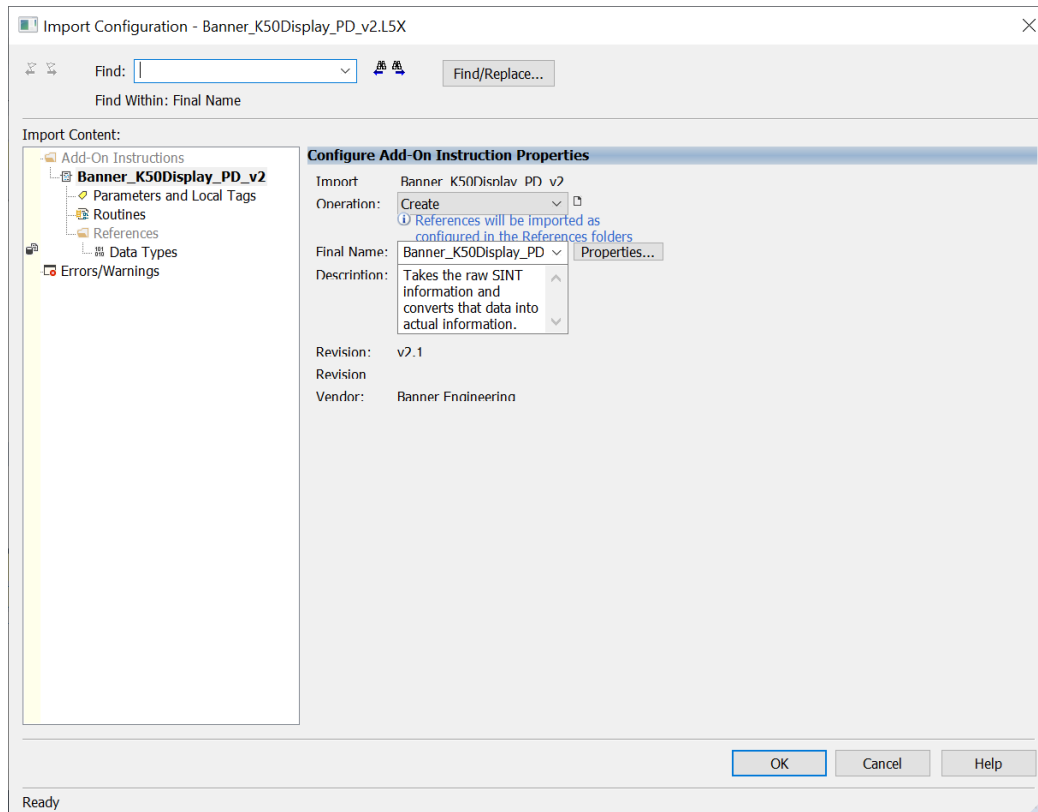 Import Configuration - Banner_K50Display_PD_v2.L5X
Find:
Find/Replace...
Find Within: Final Name
Import Content:
Add-On Instructions
Banner_K50Display_PD_v2
Parameters and Local Tags
Routines
References
Data Types
Errors/Warnings
Configure Add-On Instruction Properties
Import Banner_K50Display_PD_v2
Operation: Create
References will be imported as
configured in the References folders
Final Name: Banner_K50Display_PD Properties...
Description: Takes the raw SINT
information and
converts that data into
actual information.
Revision: v2.1
Revision
Vendor: Banner Engineering
OK Cancel Help
Ready